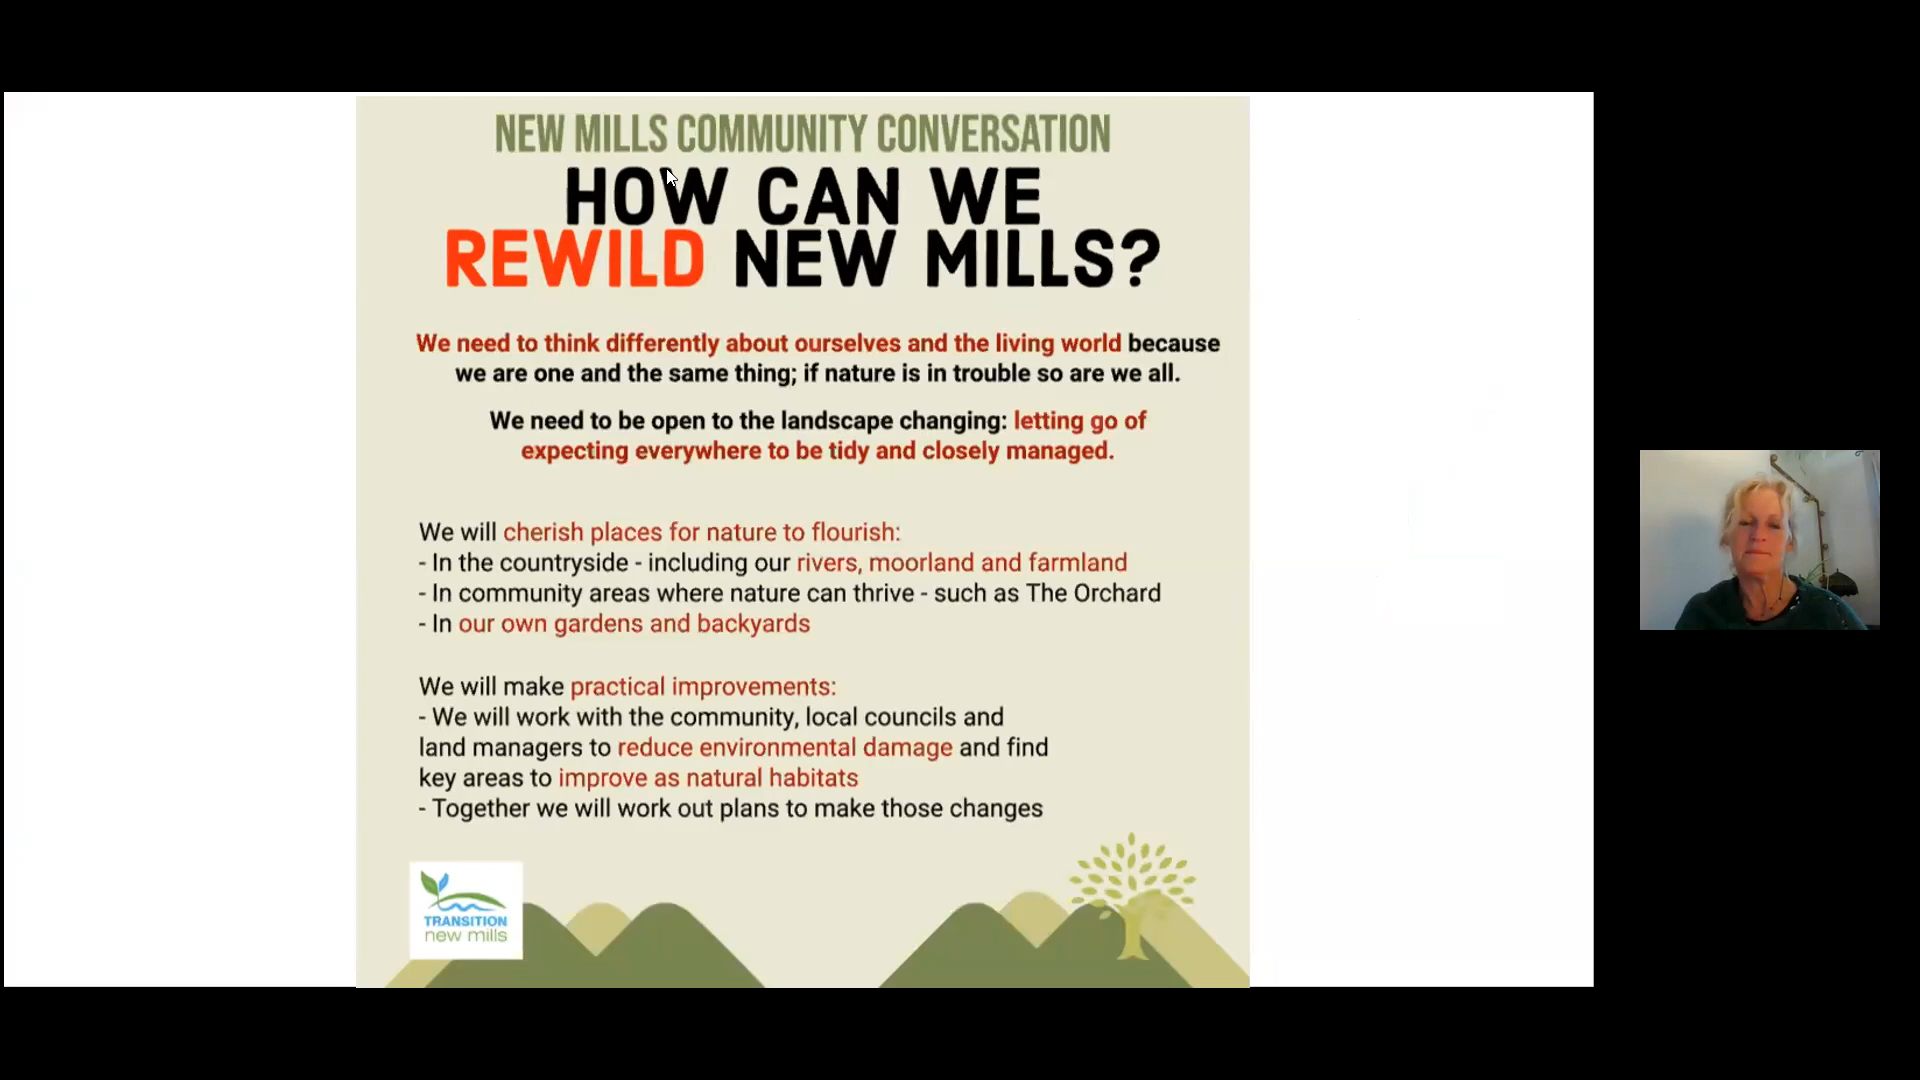 NEW MILLS COMMUNITY CONVERSATION
HOW CAN WE
REWILD NEW MILLS?
We need to think differently about ourselves and the living world because
we are one and the same thing; if nature is in trouble so are we all.
We need to be open to the landscape changing: letting go of
expecting everywhere to be tidy and closely managed.
We will cherish places for nature to flourish:
- In the countryside - including our rivers, moorland and farmland
- In community areas where nature can thrive - such as The Orchard
- In our own gardens and backyards
We will make practical improvements:
- We will work with the community, local councils and
land managers to reduce environmental damage and find
key areas to improve as natural habitats
- Together we will work out plans to make those changes
TRANSITION
new mills